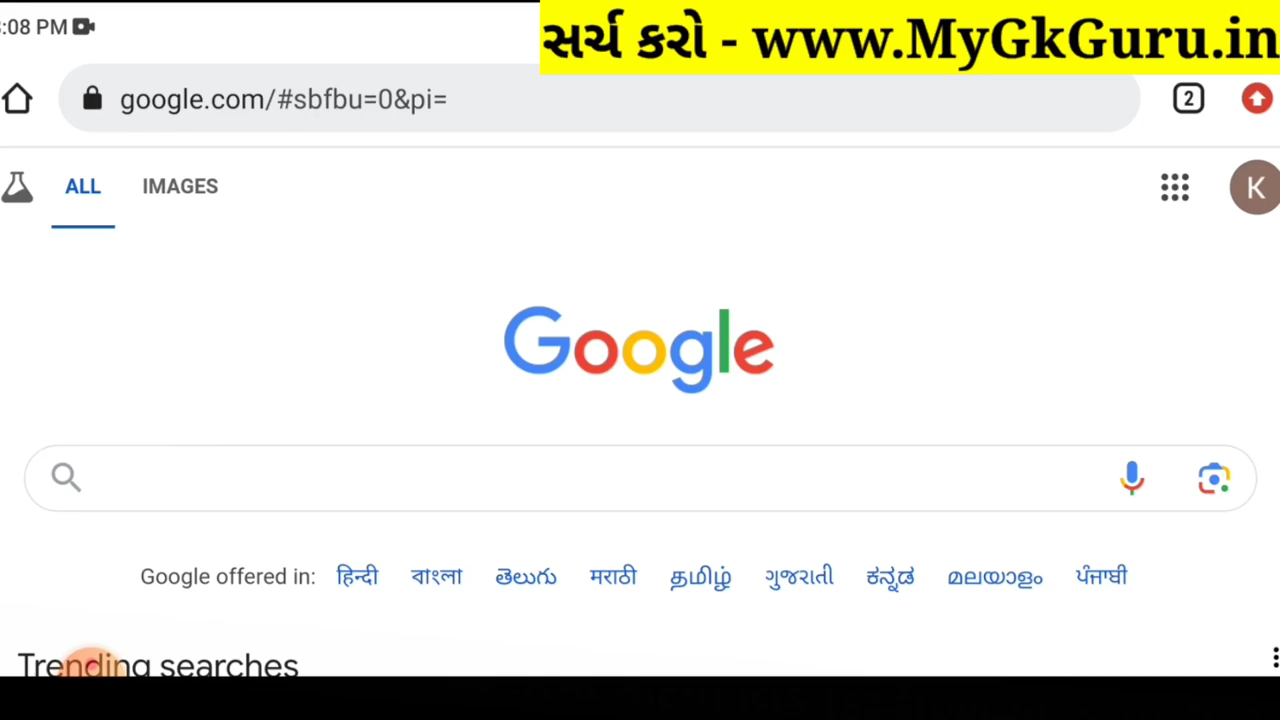 :08 PM
સર્ચ કરો - www.MyGkGuru.in
google.com/#sbfbu=0&pi=
2
ALL IMAGES
K
Google
Google offered in: हिन्दी বাংলা తెలుగు मराठी தமிழ் ગુજરાતી ಕನ್ನಡ മലയാളം ਪੰਜਾਬੀ
Trending searches